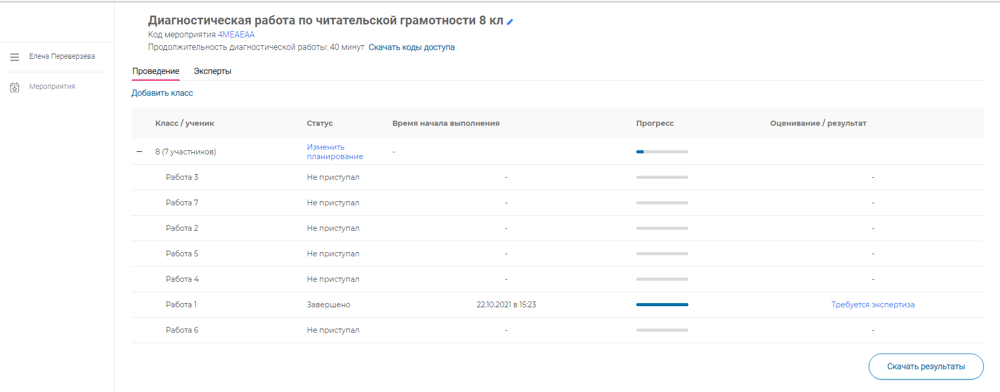 Диагностическая работа по читательской грамотности 8 кл
Код мероприятия 4MEAEAA
Продолжительность диагностической работы: 40 минут Скачать коды доступа
Елена Переверзева
Мероприятия
Проведение Эксперты
Добавить класс
Класс / ученик Статус Время начала выполнения Прогресс Оценивание / результат
8 (7 участников) Изменить планирование -
Работа 3 Не приступал - -
Работа 7 Не приступал - -
Работа 2 Не приступал - -
Работа 5 Не приступал - -
Работа 4 Не приступал - -
Работа 1 Завершено 22.10.2021 в 15:23 Требуется экспертиза
Работа 6 Не приступал - -
Скачать результаты